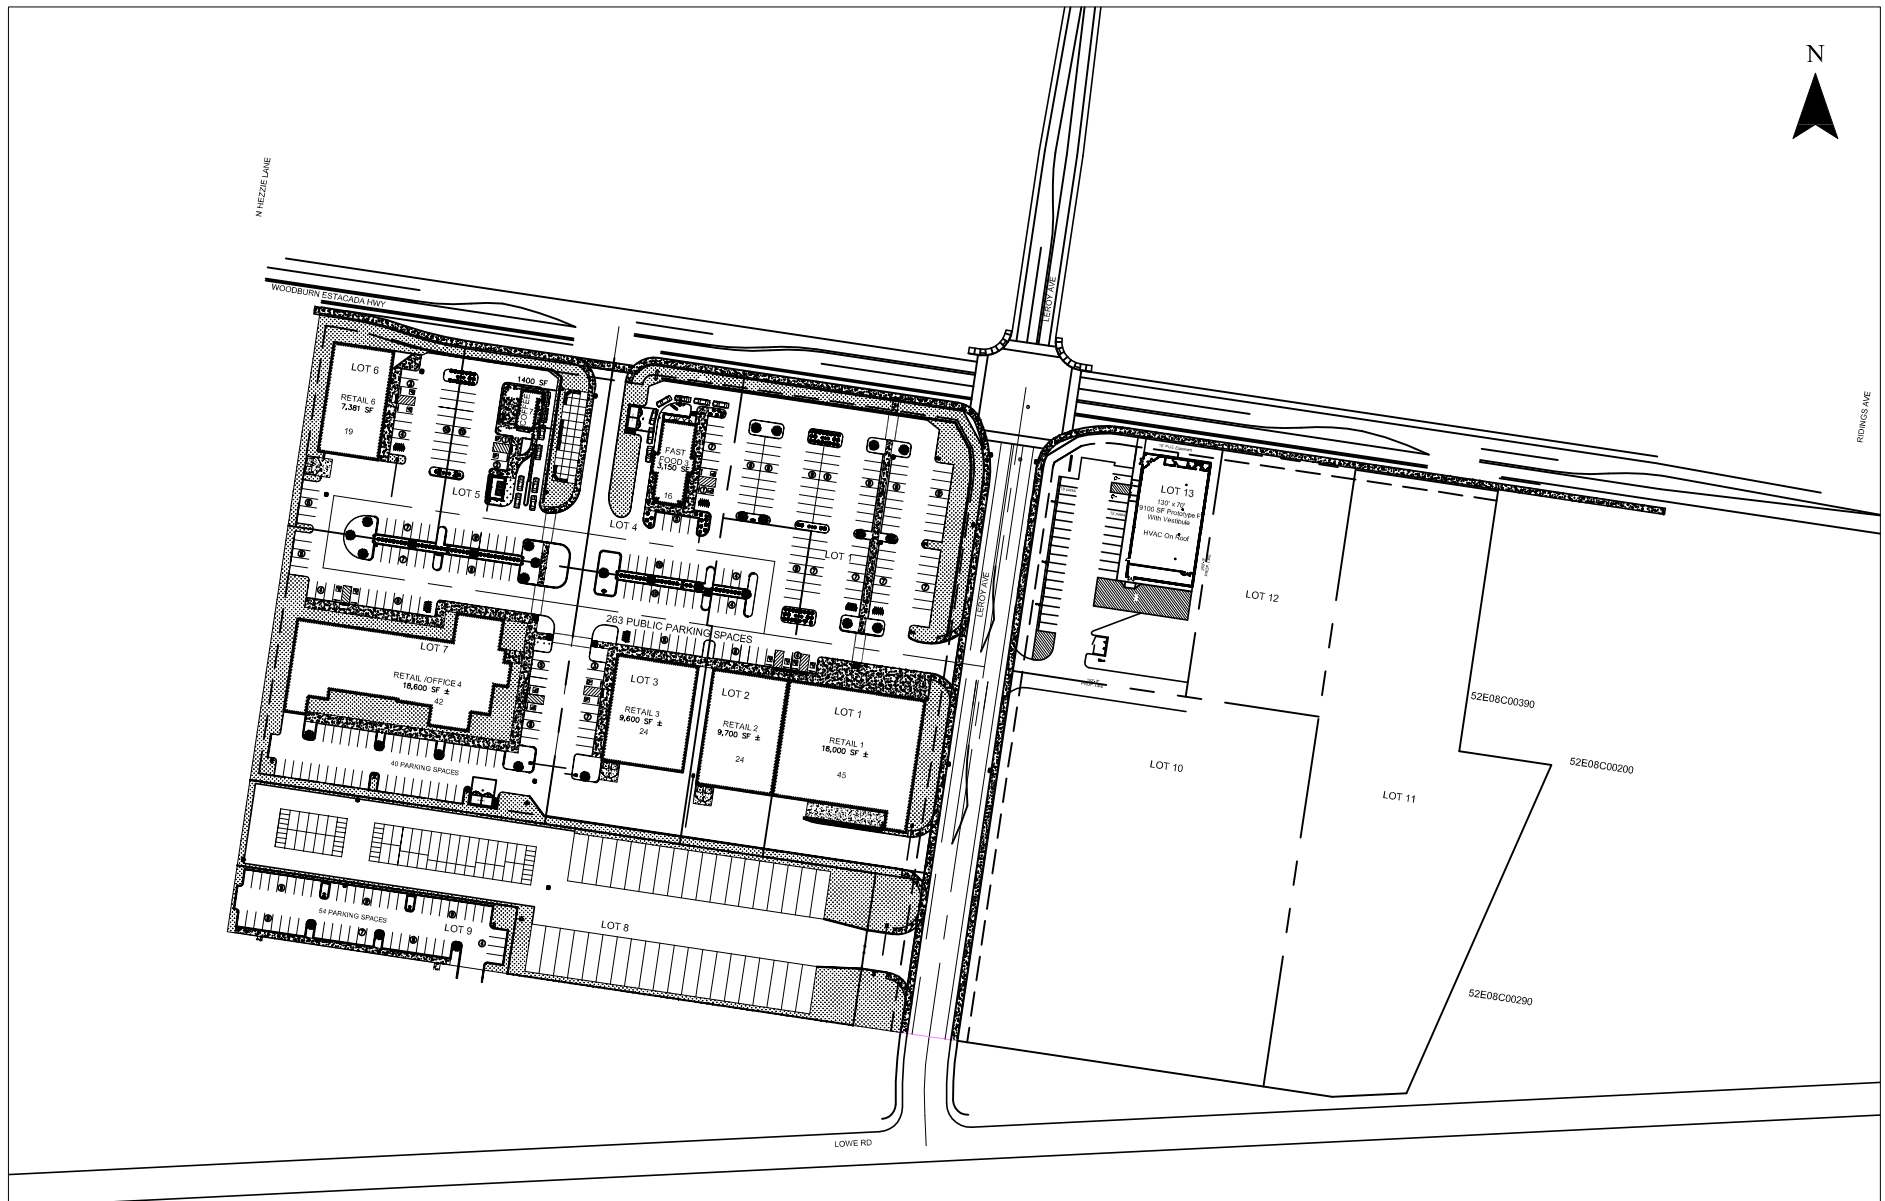 N
N HEZZIE LANE
WOODBURN ESTACADA HWY
LEROY AVE
RIDINGS AVE
LOT 6
RETAIL 6
7,381 SF
19
1400 SF
COFFEE
LOT 5
FAST
FOOD
3,150 SF
16
LOT 4
LOT 1
LEROY AVE
LOT 13
130' x 70'
9100 SF Prototype F
With Vestibule
HVAC On Roof
LOT 12
263 PUBLIC PARKING SPACES
LOT 7
RETAIL /OFFICE 4
18,600 SF ±
42
LOT 3
RETAIL 3
9,600 SF ±
24
LOT 2
RETAIL 2
9,700 SF ±
24
LOT 1
RETAIL 1
18,000 SF ±
45
40 PARKING SPACES
52E08C00390
52E08C00200
LOT 10
LOT 11
54 PARKING SPACES
LOT 9
LOT 8
52E08C00290
LOWE RD